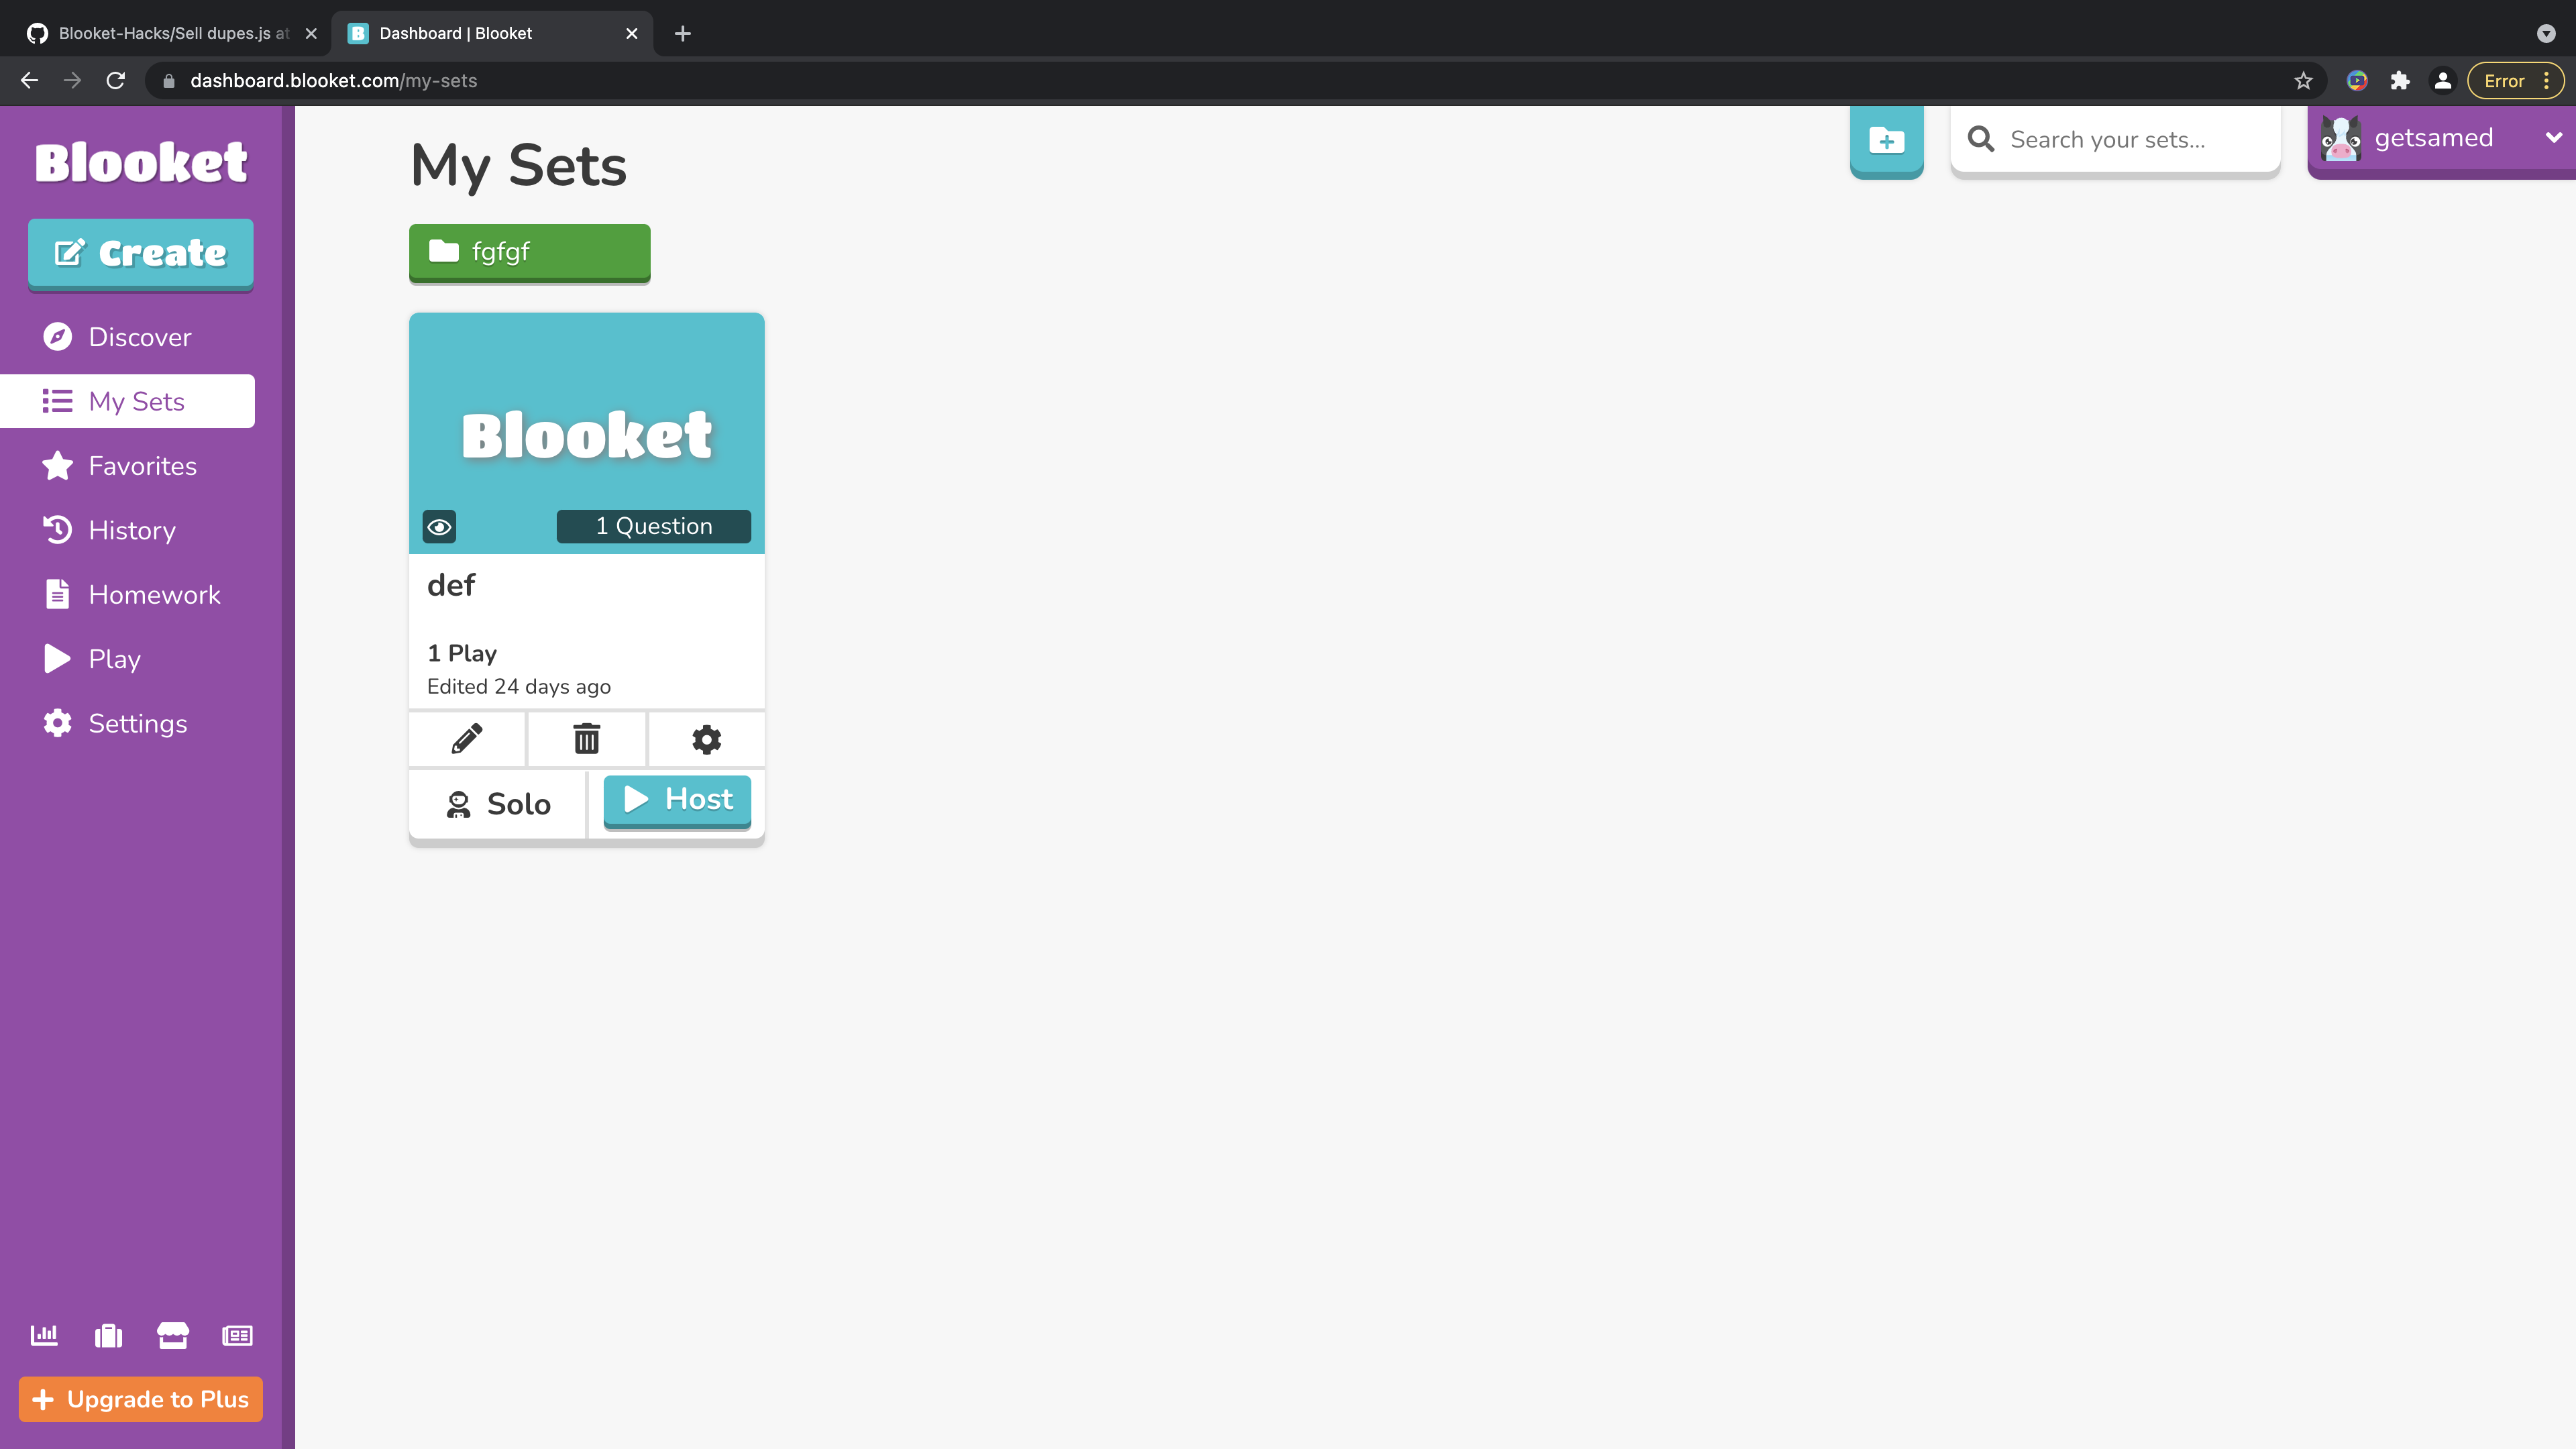 Blooket-Hacks/Sell dupes.js at
Dashboard | Blooket
dashboard.blooket.com/my-sets
Error
Blooket
Create
Discover
My Sets
Favorites
History
Homework
Play
Settings
Upgrade to Plus
My Sets
Search your sets...
getsamed
fgfgf
Blooket
1 Question
def
1 Play
Edited 24 days ago
Solo
Host